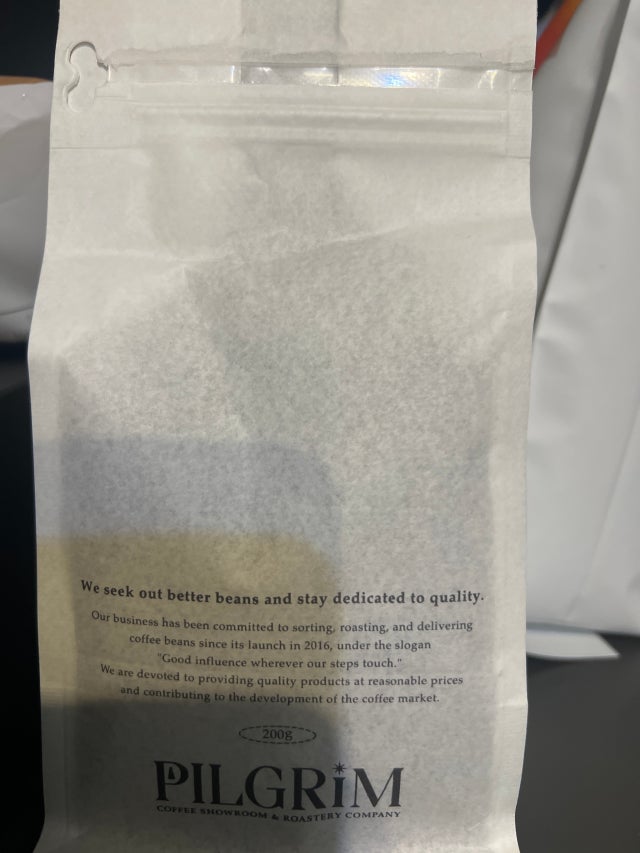 We seek out better beans and stay dedicated to quality.
Our business has been committed to sorting, roasting, and delivering
coffee beans since its launch in 2016, under the slogan
"Good influence wherever our steps touch."
We are devoted to providing quality products at reasonable prices
and contributing to the development of the coffee market.
200g
PILGRiM
COFFEE SHOWROOM & ROASTERY COMPANY